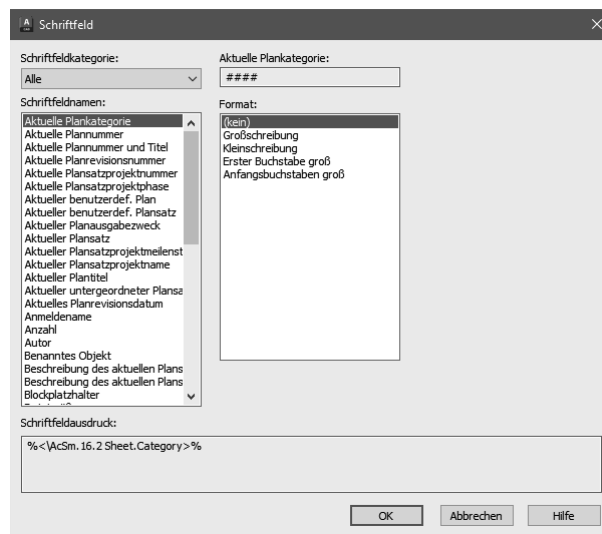 Schriftfeld
Schriftfeldkategorie:
Alle
Schriftfeldnamen:
Aktuelle Plankategorie
Aktuelle Plannummer
Aktuelle Plannummer und Titel
Aktuelle Planrevisionsnummer
Aktuelle Plansatzprojektnummer
Aktuelle Plansatzprojektphase
Aktueller benutzerdef. Plan
Aktueller benutzerdef. Plansatz
Aktueller Planausgabezweck
Aktueller Plansatz
Aktueller Plansatzprojektmeilenst
Aktueller Plansatzprojektname
Aktueller Plantitel
Aktueller untergeordneter Plansa
Aktuelles Planrevisionsdatum
Anmeldename
Anzahl
Autor
Benanntes Objekt
Beschreibung des aktuellen Plans
Beschreibung des aktuellen Plans
Blockplatzhalter
Aktuelle Plankategorie:
####
Format:
(kein)
Großschreibung
Kleinschreibung
Erster Buchstabe groß
Anfangsbuchstaben groß
Schriftfeldausdruck:
%<\AcSm.16.2 Sheet.Category>%
OK
Abbrechen
Hilfe